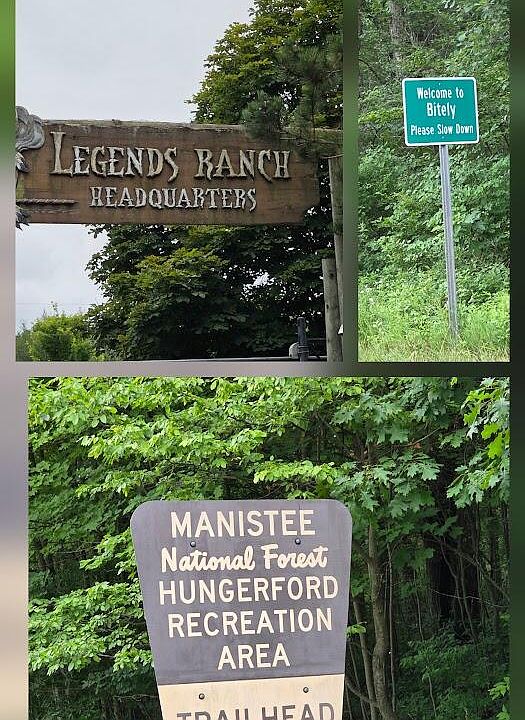 LEGENDS RANCH
HEADQUARTERS
Welcome to
Bitely
Please Slow Down
MANISTEE
National Forest
HUNGERFORD
RECREATION
AREA
TRAILHEAD